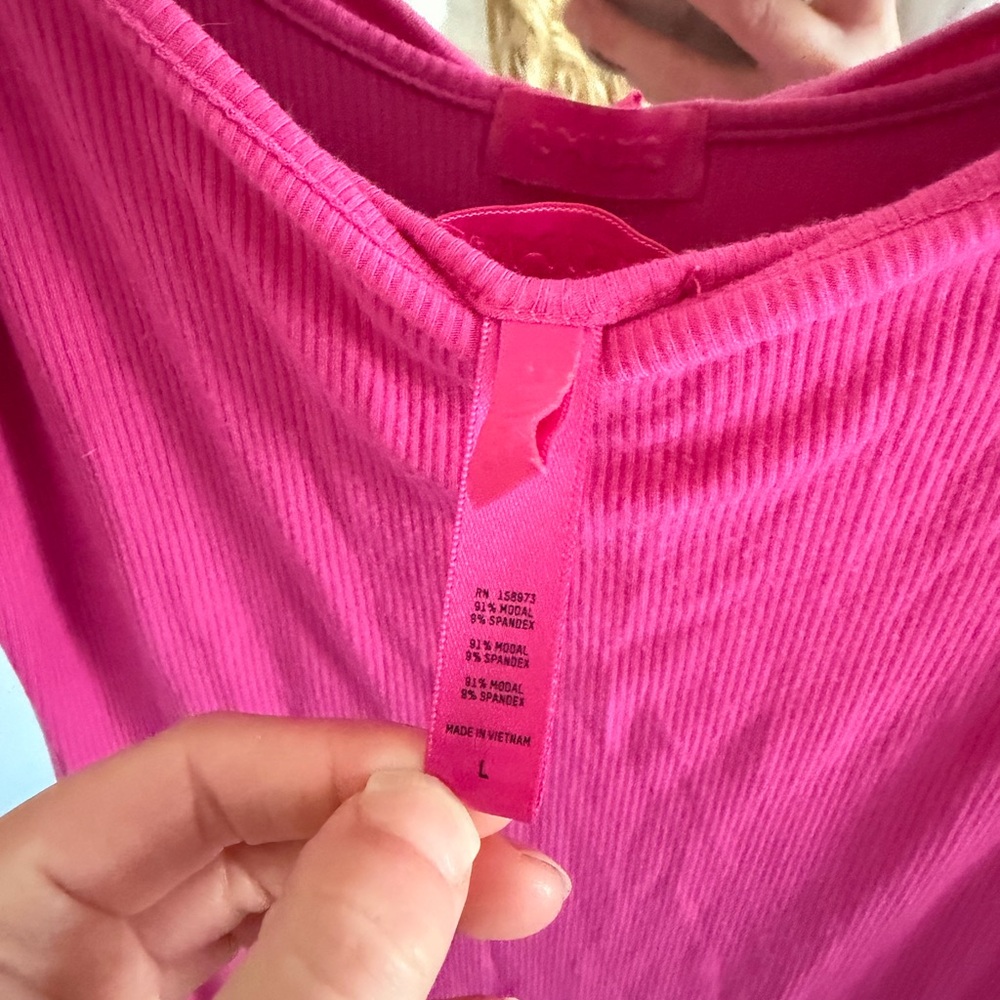 RN 158973
91% MODAL
9% SPANDEX
91% MODAL
9% SPANDEX
91% MODAL
9% SPANDEX
MADE IN VIETNAM
L